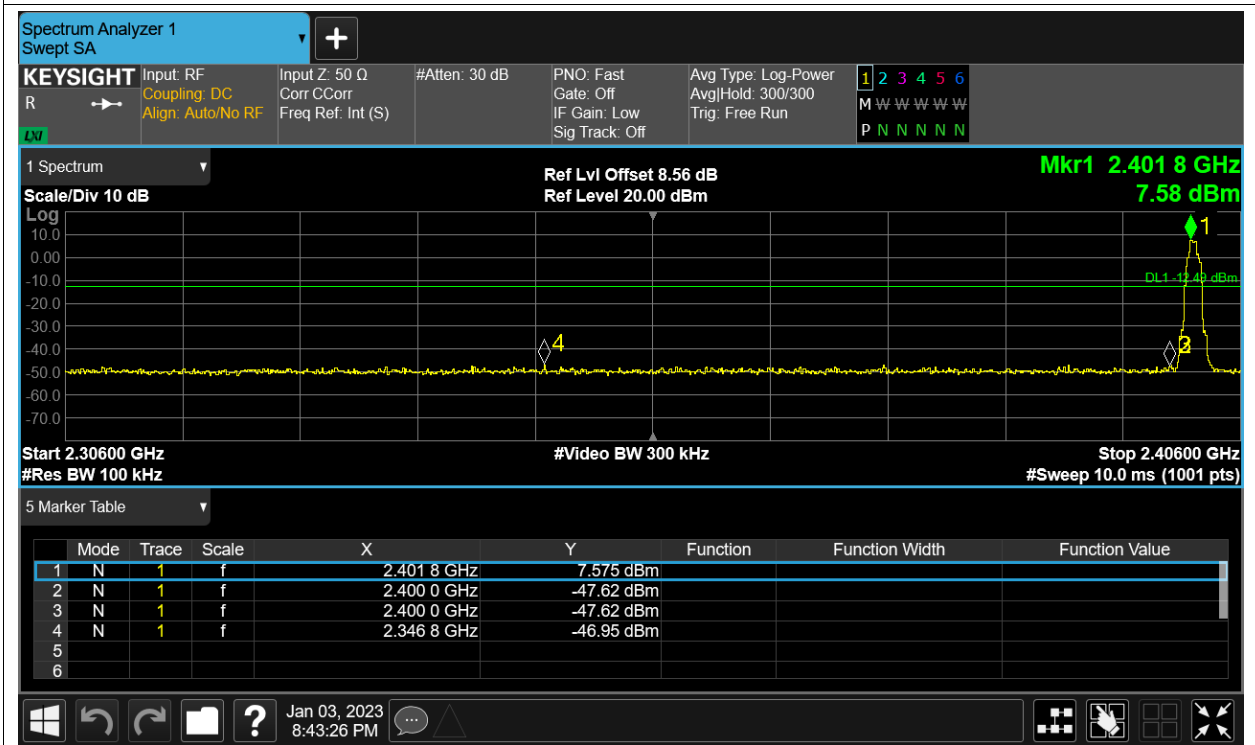 Spectrum Analyzer 1
Swept SA
KEYSIGHT Input: RF Input Z: 50 Ω #Atten: 30 dB PNO: Fast Avg Type: Log-Power 1 2 3 4 5 6
R Coupling: DC Corr CCorr Gate: Off Avg|Hold: 300/300 M W W W W W
Align: Auto/No RF Freq Ref: Int (S) IF Gain: Low Trig: Free Run
LXI Sig Track: Off P N N N N N
1 Spectrum Ref Lvl Offset 8.56 dB Mkr1 2.401 8 GHz
Scale/Div 10 dB Ref Level 20.00 dBm 7.58 dBm
Log
1
10.0
0.00
-10.0 DL1 -12.49 dBm
-20.0
-30.0
-40.0 4
-50.0
-60.0
-70.0
Start 2.30600 GHz #Video BW 300 kHz Stop 2.40600 GHz
#Res BW 100 kHz #Sweep 10.0 ms (1001 pts)
5 Marker Table
Mode Trace Scale X Y Function Function Width Function Value
1 N 1 f 2.401 8 GHz 7.575 dBm
2 N 1 f 2.400 0 GHz -47.62 dBm
3 N 1 f 2.400 0 GHz -47.62 dBm
4 N 1 f 2.346 8 GHz -46.95 dBm
5
6
? Jan 03, 2023
8:43:26 PM